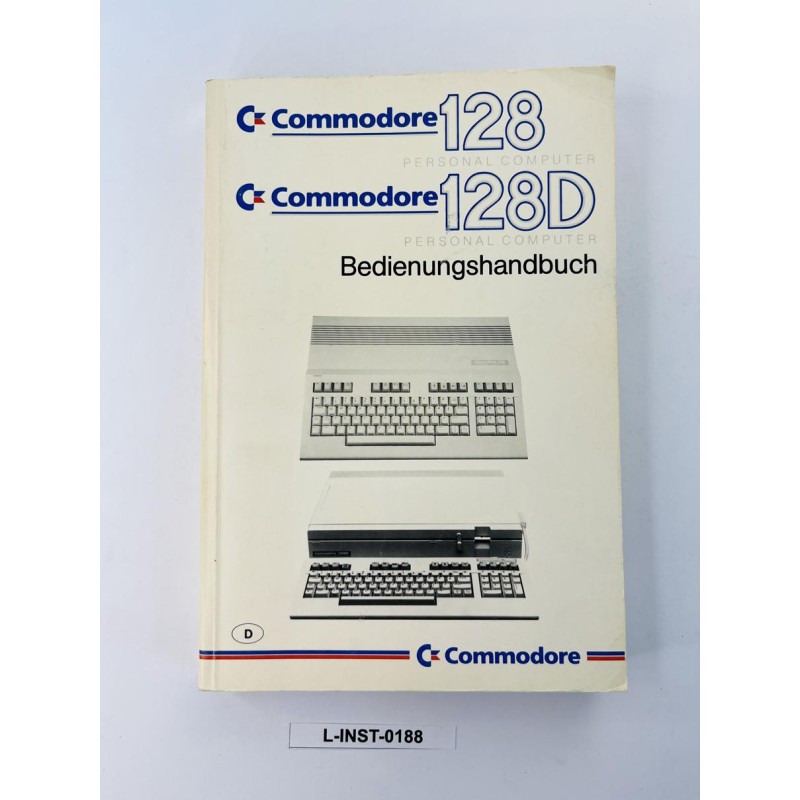 Commodore 128
PERSONAL COMPUTER
Commodore 128D
PERSONAL COMPUTER
Bedienungshandbuch
D
Commodore
L-INST-0188